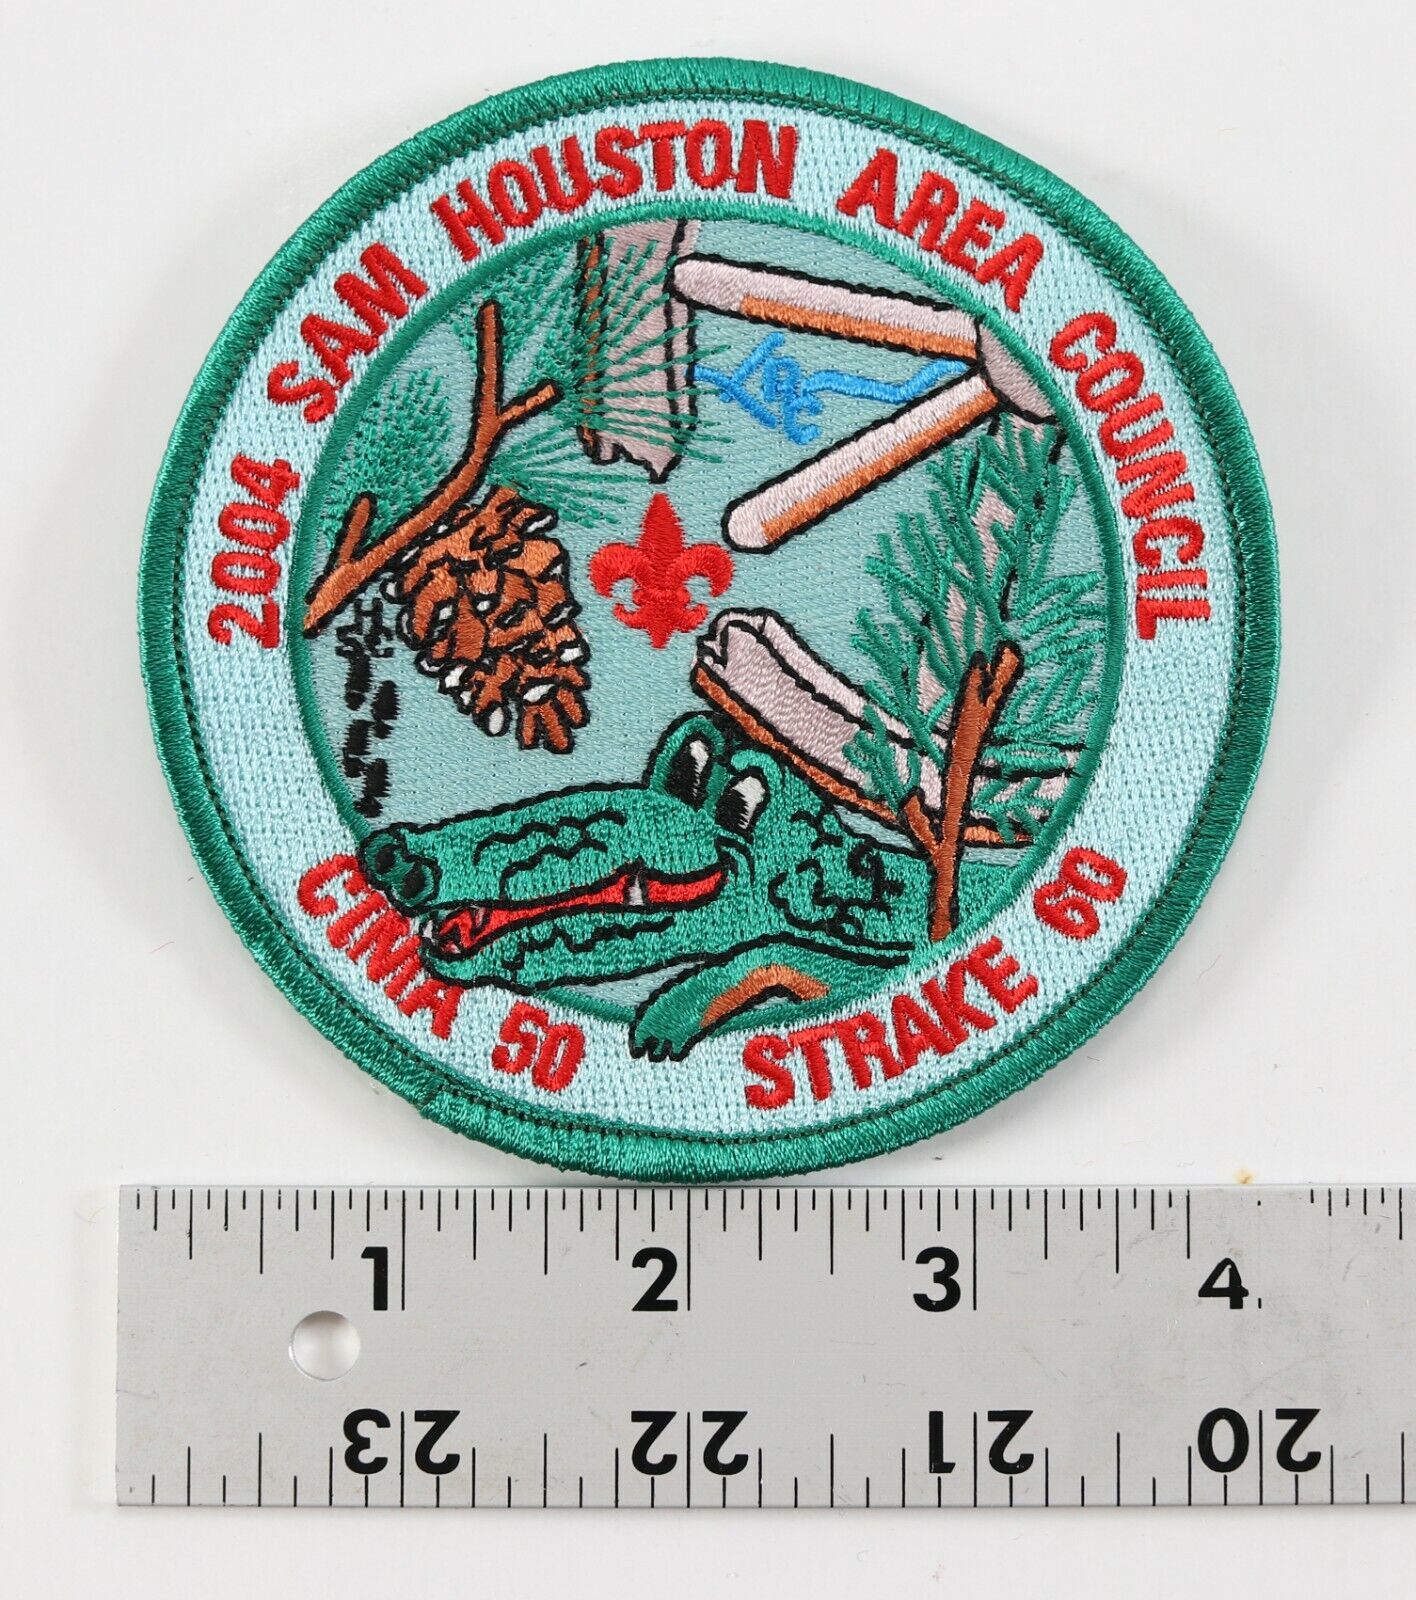 2004 SAM HOUSTON AREA COUNCIL
CIMA 50 STRAKE 60
1 2 3 4
23 22 21 20